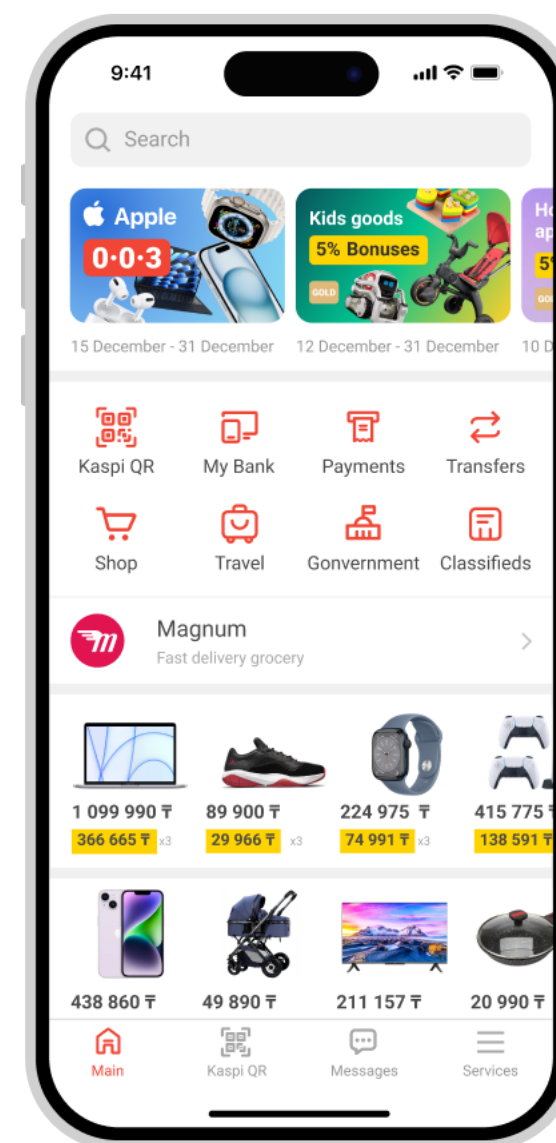 9:41
Search
Apple
0·0·3
Kids goods
5% Bonuses
GOLD
15 December - 31 December
12 December - 31 December
10 D
Kaspi QR
My Bank
Payments
Transfers
Shop
Travel
Gonvernment
Classifieds
Magnum
Fast delivery grocery
1 099 990 ₸
89 900 ₸
224 975 ₸
415 775 ₸
366 665 ₸ x3
29 966 ₸ x3
74 991 ₸ x3
138 591 ₸
438 860 ₸
49 890 ₸
211 157 ₸
20 990 ₸
Main
Kaspi QR
Messages
Services